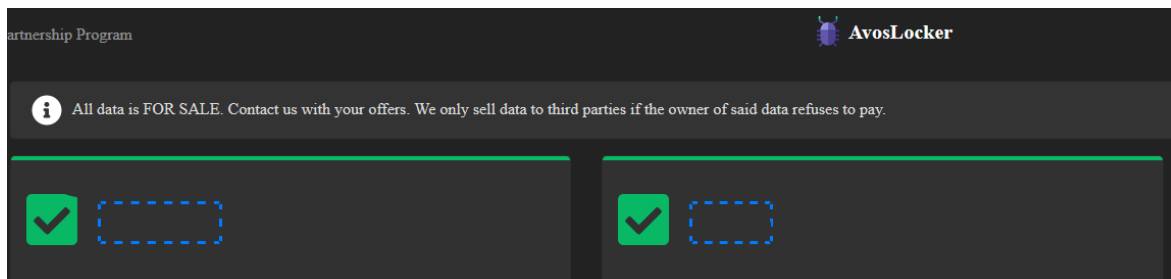 artnership Program
AvosLocker
All data is FOR SALE. Contact us with your offers. We only sell data to third parties if the owner of said data refuses to pay.